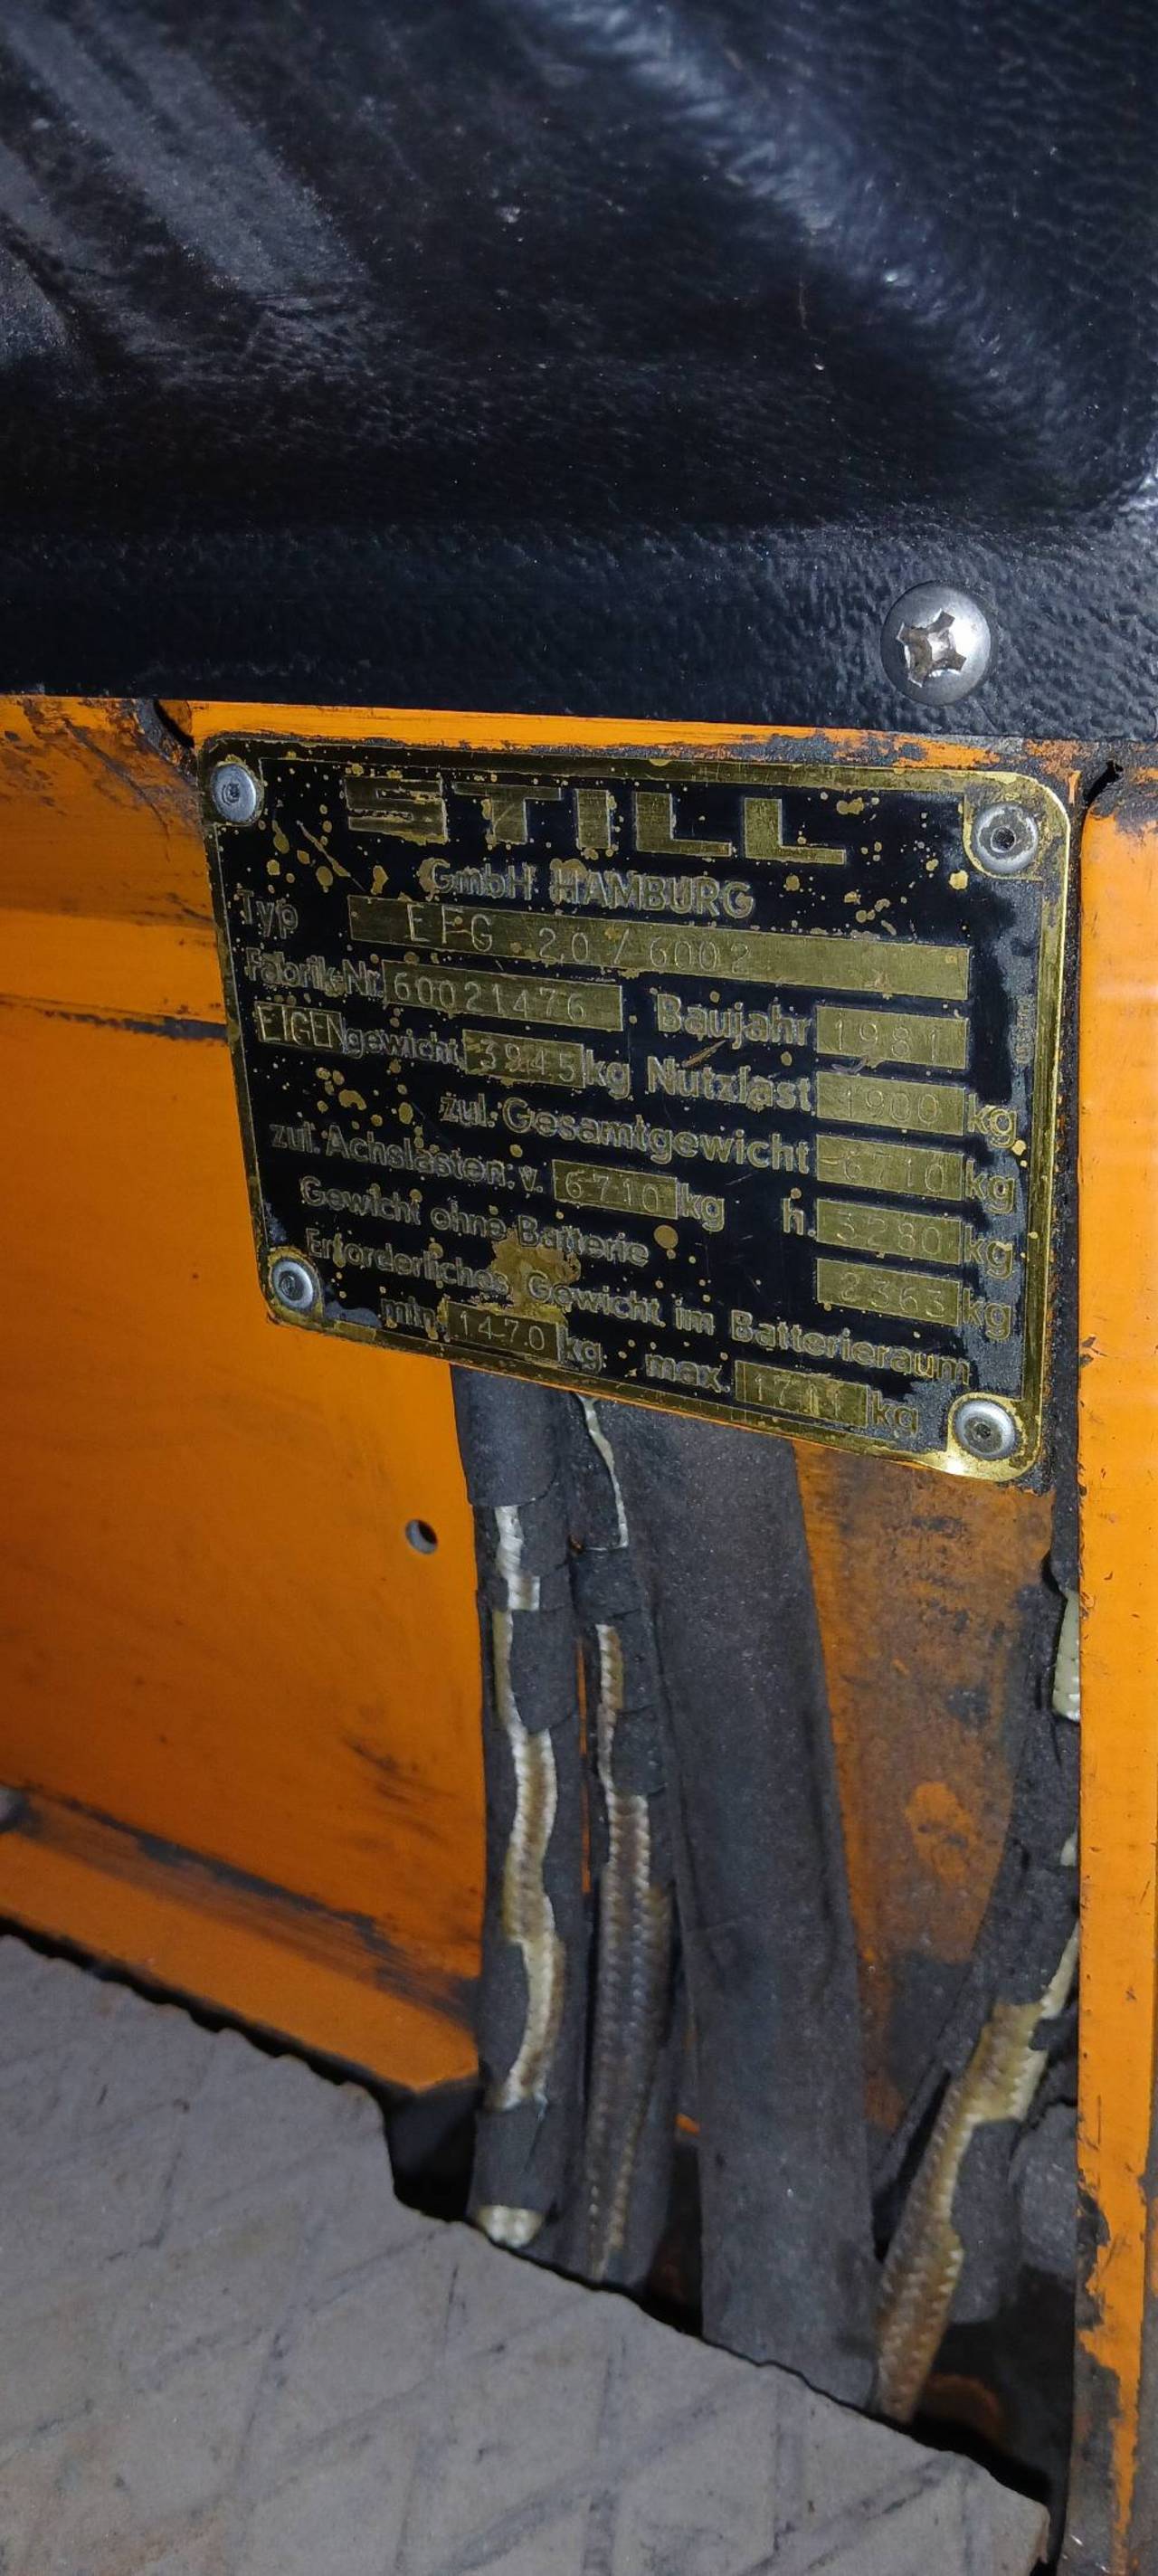 STILL
GmbH HAMBURG
Typ EFG 2,0 / 6002
Fabrik-Nr. 60021476 Baujahr 1981
EIGENgewicht 3945 kg Nutzlast 1900 kg
zul. Gesamtgewicht 6710 kg
zul. Achslasten: v. 6710 kg h. 3280 kg
Gewicht ohne Batterie 2363 kg
Erforderliches Gewicht im Batterieraum
min. 1470 kg max. kg